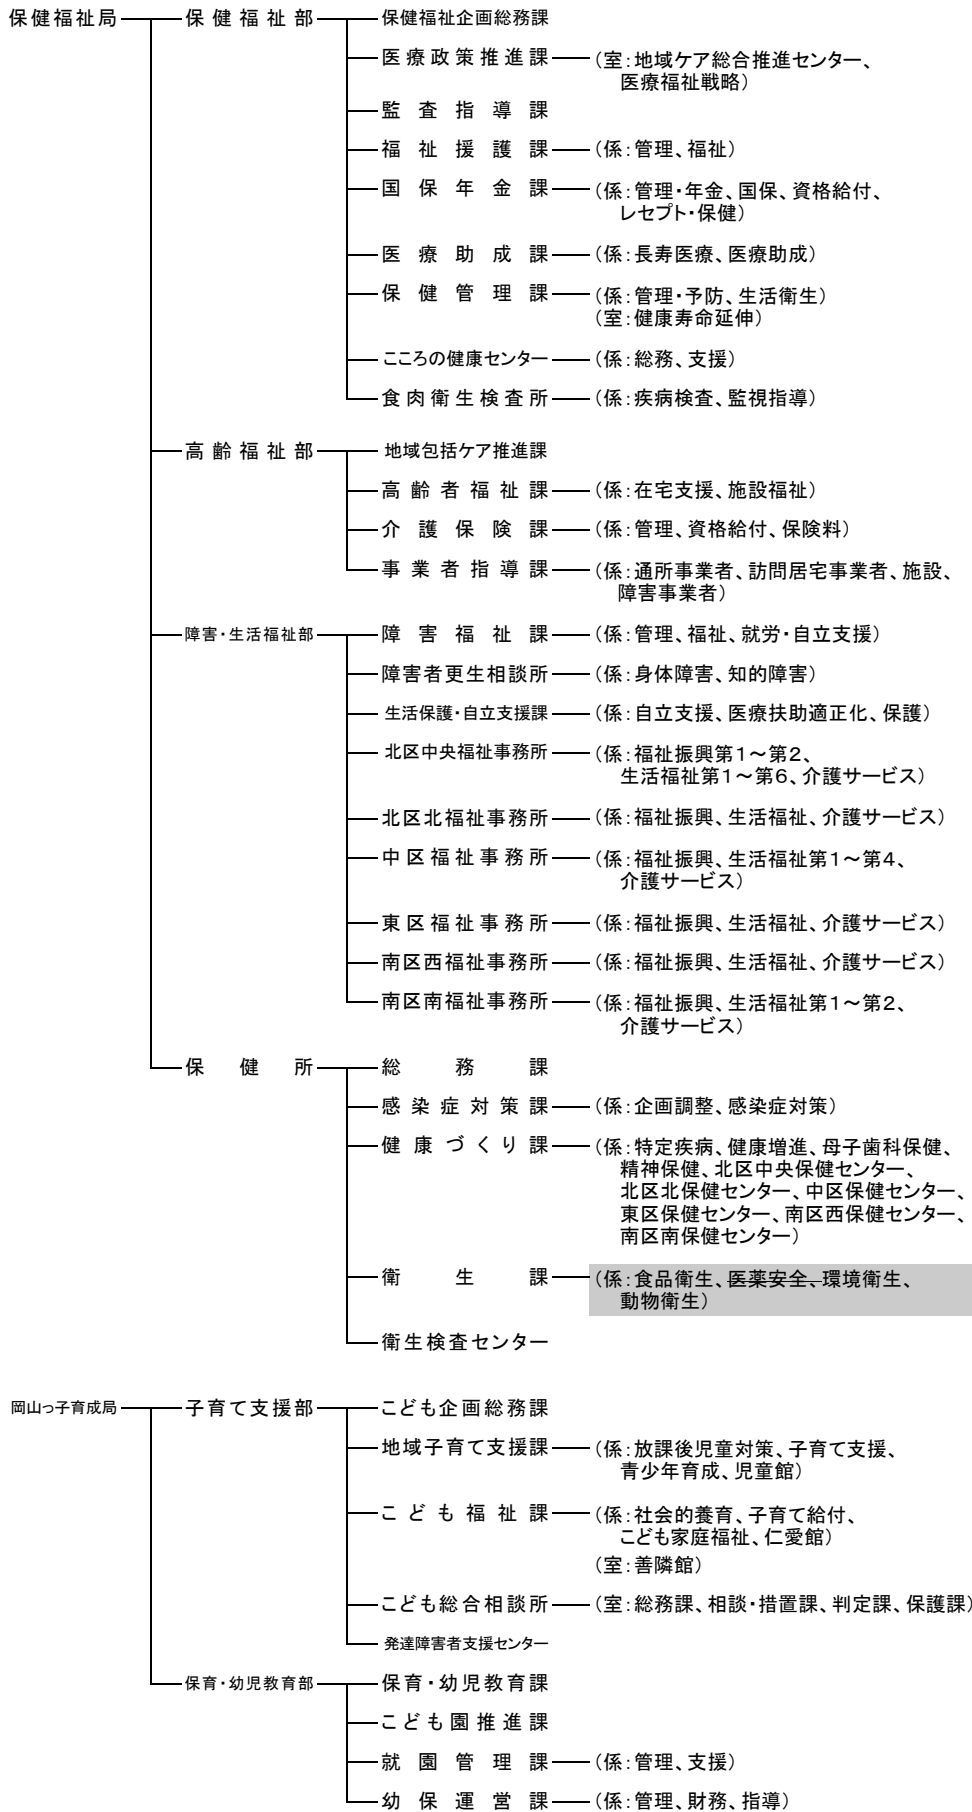 保健福祉局 保健福祉部 保健福祉企画総務課
医療政策推進課 (室:地域ケア総合推進センター、
医療福祉戦略)
監査指導課
福祉援護課 (係:管理、福祉)
国保年金課 (係:管理・年金、国保、資格給付、
レセプト・保健)
医療助成課 (係:長寿医療、医療助成)
保健管理課 (係:管理・予防、生活衛生)
(室:健康寿命延伸)
こころの健康センター (係:総務、支援)
食肉衛生検査所 (係:疾病検査、監視指導)
高齢福祉部 地域包括ケア推進課
高齢者福祉課 (係:在宅支援、施設福祉)
介護保険課 (係:管理、資格給付、保険料)
事業者指導課 (係:通所事業者、訪問居宅事業者、施設、
障害事業者)
障害・生活福祉部 障害福祉課 (係:管理、福祉、就労・自立支援)
障害者更生相談所 (係:身体障害、知的障害)
生活保護・自立支援課 (係:自立支援、医療扶助適正化、保護)
北区中央福祉事務所 (係:福祉振興第1~第2、
生活福祉第1~第6、介護サービス)
北区北福祉事務所 (係:福祉振興、生活福祉、介護サービス)
中区福祉事務所 (係:福祉振興、生活福祉第1~第4、
介護サービス)
東区福祉事務所 (係:福祉振興、生活福祉、介護サービス)
南区西福祉事務所 (係:福祉振興、生活福祉、介護サービス)
南区南福祉事務所 (係:福祉振興、生活福祉第1~第2、
介護サービス)
保健所 総務課
感染症対策課 (係:企画調整、感染症対策)
健康づくり課 (係:特定疾病、健康増進、母子歯科保健、
精神保健、北区中央保健センター、
北区北保健センター、中区保健センター、
東区保健センター、南区西保健センター、
南区南保健センター)
衛生課 (係:食品衛生、医薬安全、環境衛生、
動物衛生)
衛生検査センター
岡山っ子育成局 子育て支援部 こども企画総務課
地域子育て支援課 (係:放課後児童対策、子育て支援、
青少年育成、児童館)
こども福祉課 (係:社会的養育、子育て給付、
こども家庭福祉、仁愛館)
(室:善隣館)
こども総合相談所 (室:総務課、相談・措置課、判定課、保護課)
発達障害者支援センター
保育・幼児教育部 保育・幼児教育課
こども園推進課
就園管理課 (係:管理、支援)
幼保運営課 (係:管理、財務、指導)